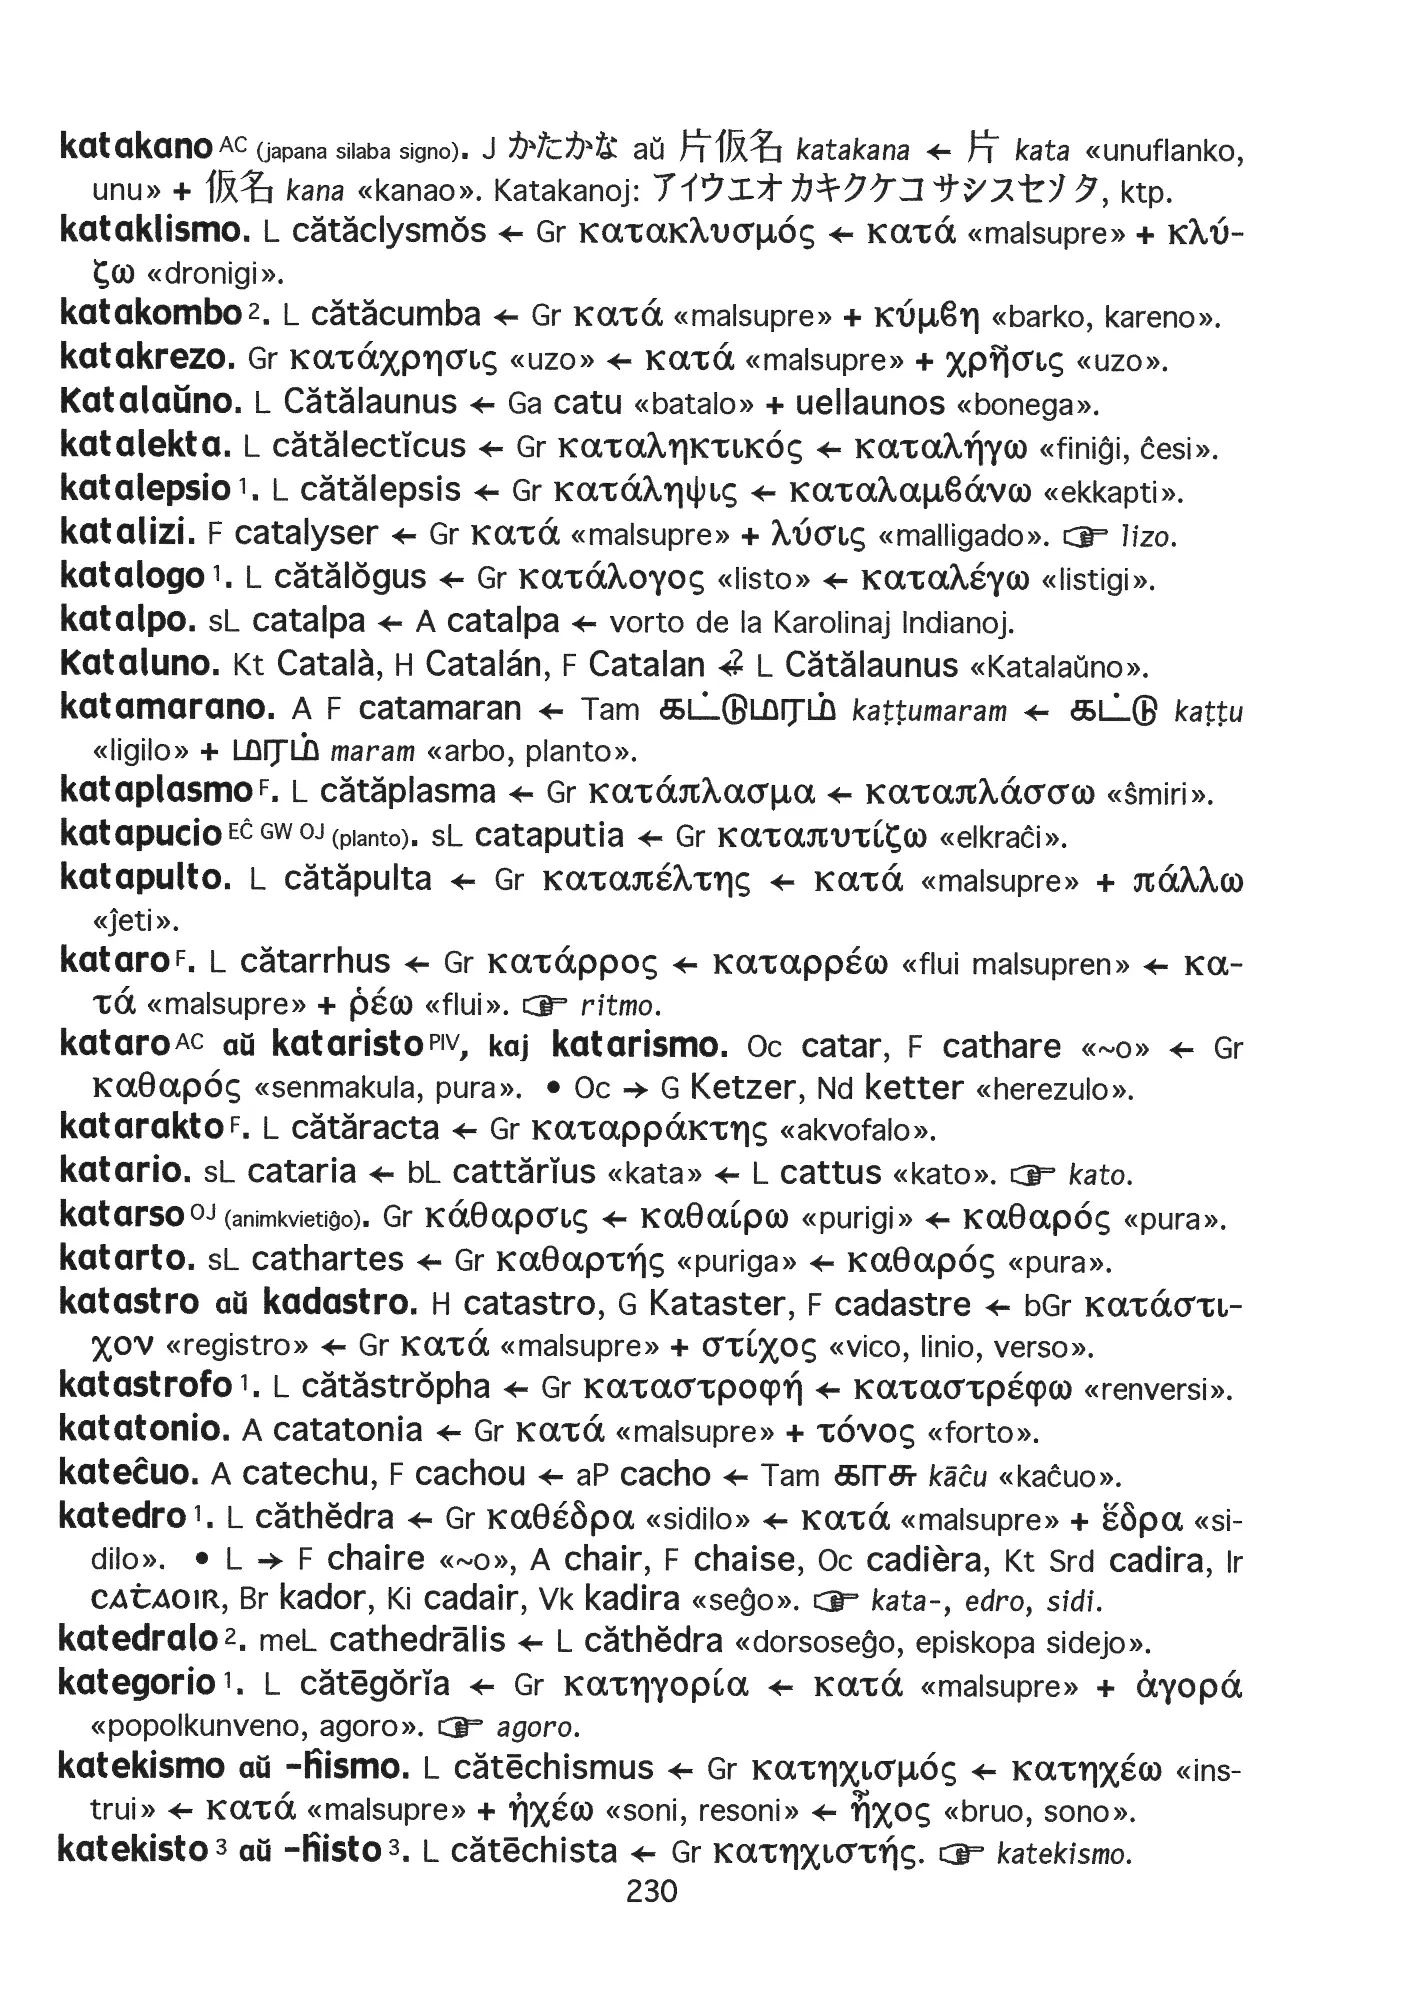 katakano AC (japana silaba signo). J かたかな aŭ 片仮名 katakana ← 片 kata «unuflanko,
unu» + 仮名 kana «kanao». Katakanoj: アイウエオ カキクケコ サシスセソ タ, ktp.
kataklismo. L cătăclysmŏs ← Gr κατακλυσμός ← κατά «malsupre» + κλύ-
ζω «dronigi».
katakombo 2. L cătăcumba ← Gr κατά «malsupre» + κύμϐη «barko, kareno».
katakrezo. Gr κατάχρησις «uzo» ← κατά «malsupre» + χρῆσις «uzo».
Katalaŭno. L Cătălaunus ← Ga catu «batalo» + uellaunos «bonega».
katalekta. L cătălectĭcus ← Gr καταληκτικός ← καταλήγω «finiĝi, ĉesi».
katalepsio 1. L cătălepsis ← Gr κατάληψις ← καταλαμϐάνω «ekkapti».
katalizi. F catalyser ← Gr κατά «malsupre» + λύσις «malligado». ☞ lizo.
katalogo 1. L cătălŏgus ← Gr κατάλογος «listo» ← καταλέγω «listigi».
katalpo. sL catalpa ← A catalpa ← vorto de la Karolinaj Indianoj.
Kataluno. Kt Català, H Catalán, F Catalan ←? L Cătălaunus «Katalaŭno».
katamarano. A F catamaran ← Tam கட்டுமரம் kaṭṭumaram ← கட்டு kaṭṭu
«ligilo» + மரம் maram «arbo, planto».
kataplasmo F. L cătăplasma ← Gr κατάπλασμα ← καταπλάσσω «ŝmiri».
katapucio EĈ GW OJ (planto). sL cataputia ← Gr καταπυτίζω «elkraĉi».
katapulto. L cătăpulta ← Gr καταπέλτης ← κατά «malsupre» + πάλλω
«ĵeti».
kataro F. L cătarrhus ← Gr κατάρρος ← καταρρέω «flui malsupren» ← κα-
τά «malsupre» + ῥέω «flui». ☞ ritmo.
kataro AC aŭ kataristo PIV, kaj katarismo. Oc catar, F cathare «~o» ← Gr
καθαρός «senmakula, pura». • Oc → G Ketzer, Nd ketter «herezulo».
katarakto F. L cătăracta ← Gr καταρράκτης «akvofalo».
katario. sL cataria ← bL cattărĭus «kata» ← L cattus «kato». ☞ kato.
katarso OJ (animkvietiĝo). Gr κάθαρσις ← καθαίρω «purigi» ← καθαρός «pura».
katarto. sL cathartes ← Gr καθαρτής «puriga» ← καθαρός «pura».
katastro aŭ kadastro. H catastro, G Kataster, F cadastre ← bGr κατάστι-
χον «registro» ← Gr κατά «malsupre» + στίχος «vico, linio, verso».
katastrofo 1. L cătăstrŏpha ← Gr καταστροφή ← καταστρέφω «renversi».
katatonio. A catatonia ← Gr κατά «malsupre» + τόνος «forto».
kateĉuo. A catechu, F cachou ← aP cacho ← Tam காசு kāĉu «kaĉuo».
katedro 1. L căthĕdra ← Gr καθέδρα «sidilo» ← κατά «malsupre» + ἕδρα «si-
dilo». • L → F chaire «~o», A chair, F chaise, Oc cadièra, Kt Srd cadira, Ir
caṫaoir, Br kador, Ki cadair, Vk kadira «seĝo». ☞ kata-, edro, sidi.
katedralo 2. meL cathedrālis ← L căthĕdra «dorsoseĝo, episkopa sidejo».
kategorio 1. L cătēgŏrĭa ← Gr κατηγορία ← κατά «malsupre» + ἀγορά
«popolkunveno, agoro». ☞ agoro.
katekismo aŭ -ĥismo. L cătēchismus ← Gr κατηχισμός ← κατηχέω «ins-
trui» ← κατά «malsupre» + ἠχέω «soni, resoni» ← ἦχος «bruo, sono».
katekisto 3 aŭ -ĥisto 3. L cătēchista ← Gr κατηχιστής. ☞ katekismo.
230